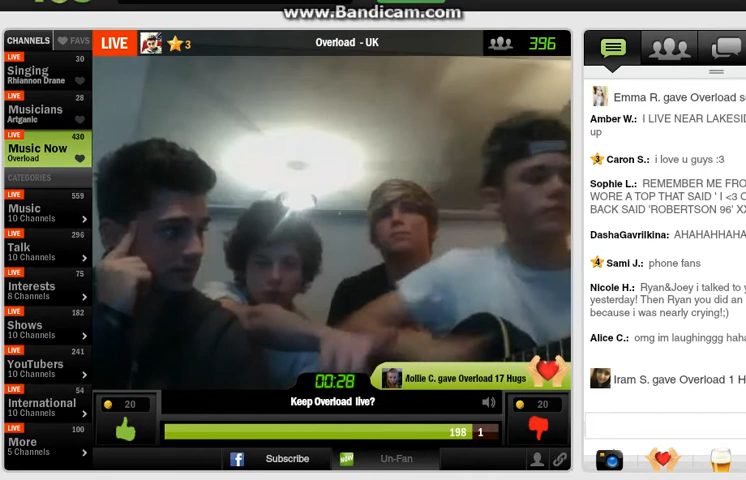 www.Bandicam.com
CHANNELS
FAVS
LIVE
30
Singing
Rhiannon Drane
LIVE
28
Musicians
Artganic
LIVE
430
Music Now
Overload
CATEGORIES
LIVE
559
Music
10 Channels
LIVE
296
Talk
10 Channels
LIVE
75
Interests
8 Channels
LIVE
182
Shows
10 Channels
LIVE
241
YouTubers
10 Channels
LIVE
54
International
10 Channels
LIVE
100
More
5 Channels
LIVE
3
Overload - UK
396
00:28
Mollie C. gave Overload 17 Hugs
20
Keep Overload live?
20
198
1
Subscribe
NOW
Un-Fan
Emma R. gave Overload
Amber W.: I LIVE NEAR LAKESID
up
3 Caron S.: i love u guys :3
Sophie L.: REMEMBER ME FRO
WORE A TOP THAT SAID ' I <3 O
BACK SAID 'ROBERTSON 96' XX
DashaGavrilkina: AHAHAHHAHA
4 Sami J.: phone fans
Nicole H.: Ryan&Joey i talked to y
yesterday! Then Ryan you did an
because i was nearly crying!;)
Alice C.: omg im laughinggg haha
Iram S. gave Overload 1 H